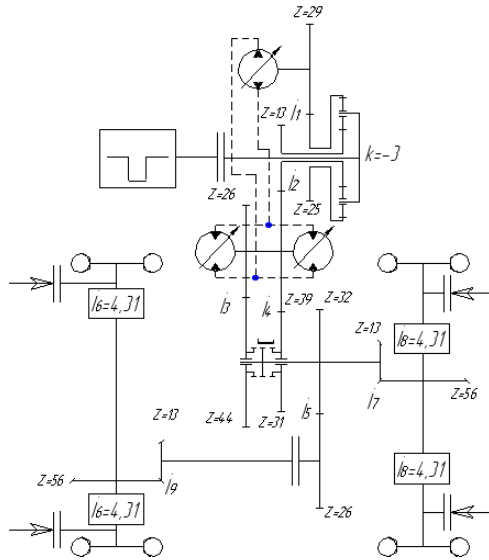 Z=29
i1
Z=13
k=-3
i2
Z=26
Z=25
i3
i4
Z=39
Z=32
i6=4,31
Z=13
i8=4,31
i7
Z=56
Z=44
Z=31
i5
Z=13
Z=56
i9
i6=4,31
i8=4,31
Z=26